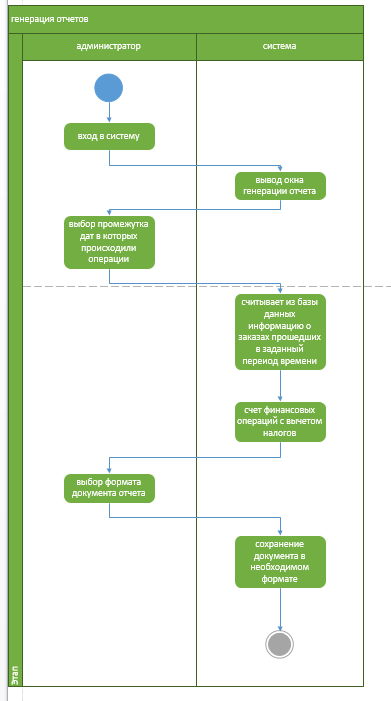 генерация отчетов
администратор
система
вход в систему
вывод окна
генерации отчета
выбор промежутка
дат в которых
происходили
операции
считывает из базы
данных
информацию о
заказах прошедших
в заданный
период времени
счет финансовых
операций с вычетом
налогов
выбор формата
документа отчета
сохранение
документа в
необходимом
формате
Этап